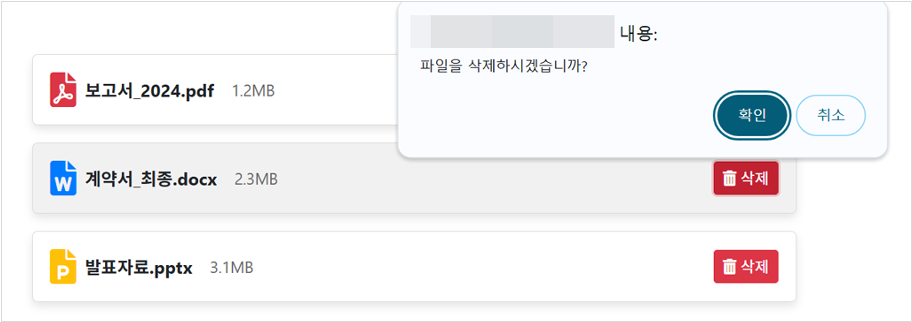 내용:
파일을 삭제하시겠습니까?
확인 취소
보고서_2024.pdf 1.2MB
계약서_최종.docx 2.3MB 삭제
발표자료.pptx 3.1MB 삭제